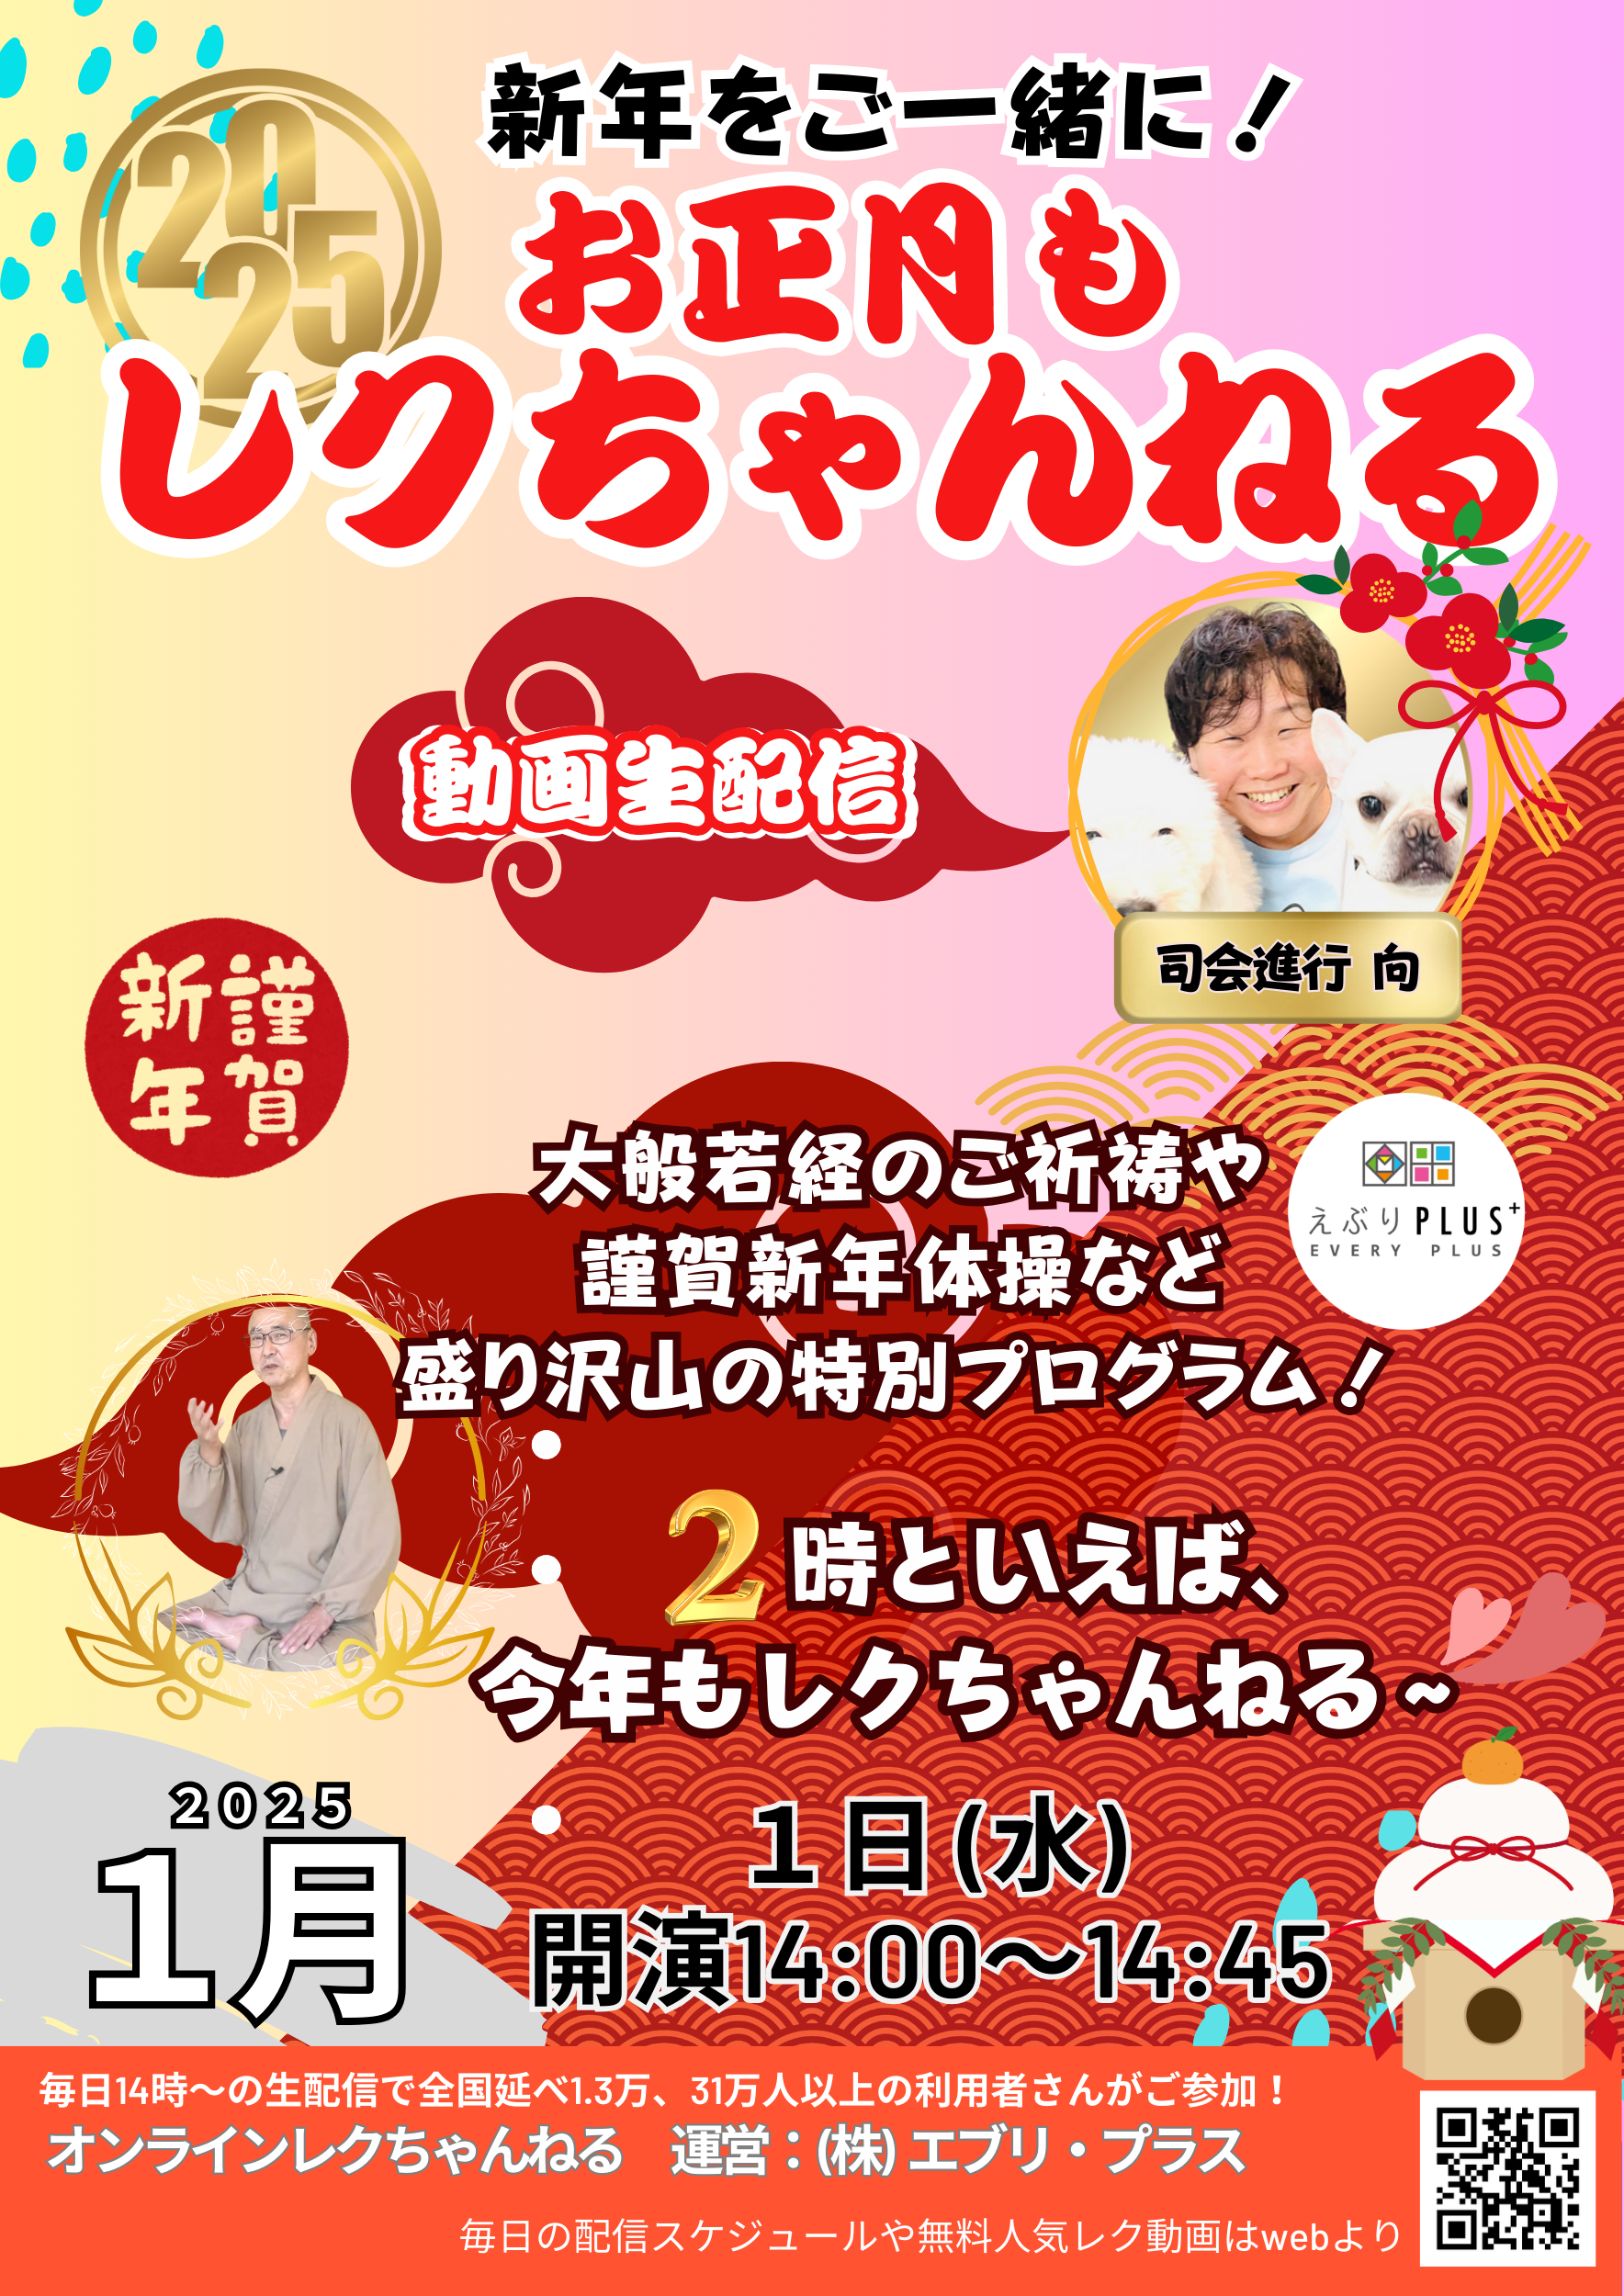 新年をご一緒に！
2025
お正月も
レクちゃんねる
動画生配信
司会進行 向
謹賀
新年
大般若経のご祈祷や
謹賀新年体操など
盛り沢山の特別プログラム！
えぶり PLUS+
EVERY PLUS
2時といえば、
今年もレクちゃんねる~
2025
1月
１日(水)
開演14:00〜14:45
毎日14時〜の生配信で全国延べ1.3万、31万人以上の利用者さんがご参加！
オンラインレクちゃんねる　運営：(株) エブリ・プラス
毎日の配信スケジュールや無料人気レク動画はwebより